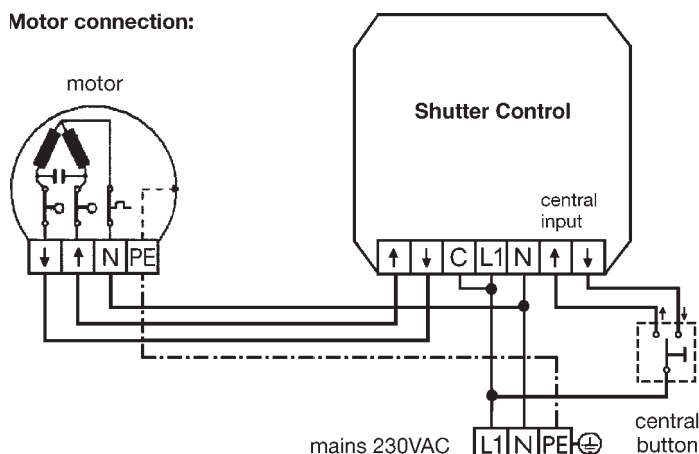 Motor connection:
motor
Shutter Control
central
input
↓ ↑ N PE
↑ ↓ C L1 N ↑ ↓
↑ ↓
central
button
mains 230VAC L1 N PE